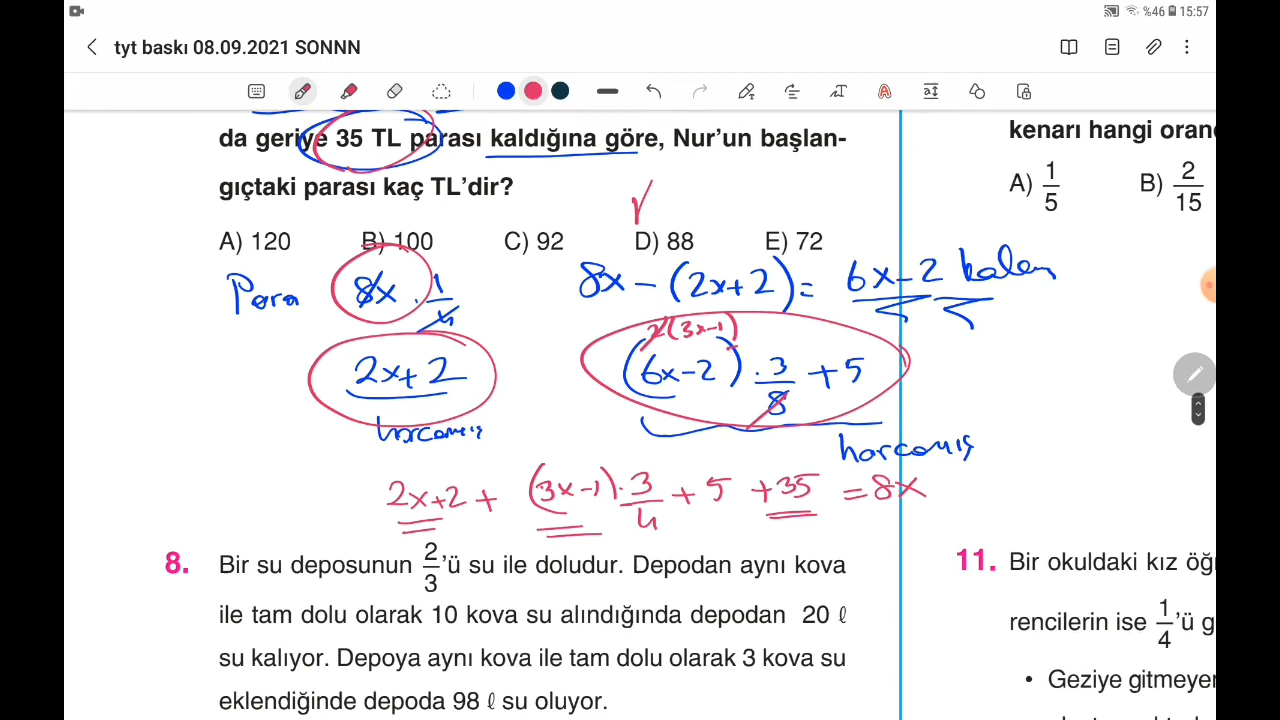 %46 15:57
tyt baskı 08.09.2021 SONNN
da geriye 35 TL parası kaldığına göre, Nur'un başlan-
gıçtaki parası kaç TL'dir?
A) 120 B) 100 C) 92 D) 88 E) 72
Para 8x . 1/4
8x - (2x+2) = 6x-2 kalan
2x+2
harcamış
2(3x-1)
(6x-2) . 3/8 + 5
harcamış
2x+2 + (3x-1) . 3/4 + 5 + 35 = 8x
8. Bir su deposunun 2/3 'ü su ile doludur. Depodan aynı kova
ile tam dolu olarak 10 kova su alındığında depodan 20 ℓ
su kalıyor. Depoya aynı kova ile tam dolu olarak 3 kova su
eklendiğinde depoda 98 ℓ su oluyor.
kenarı hangi oran
A) 1/5 B) 2/15
11. Bir okuldaki kız öğ
rencilerin ise 1/4 'ü g
• Geziye gitmeyen